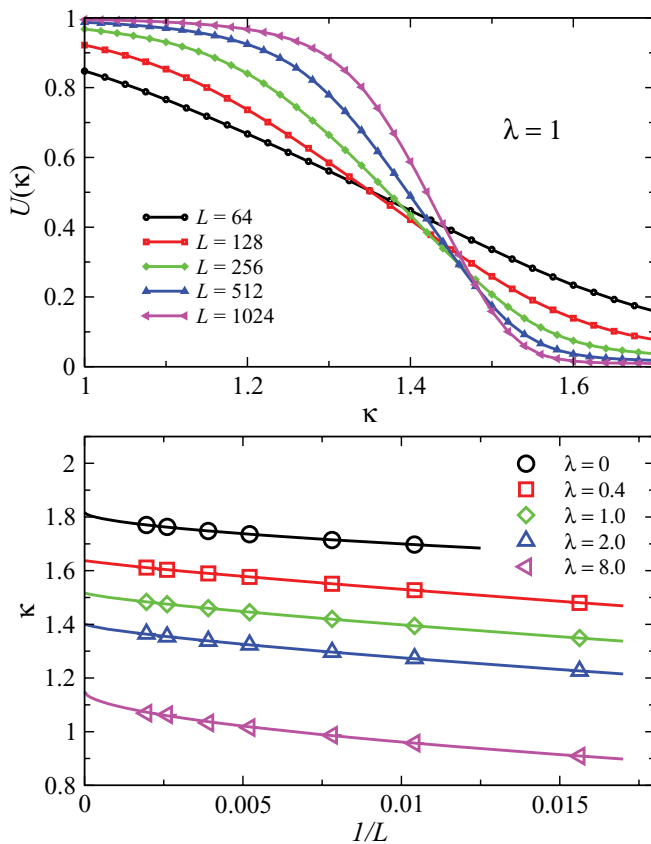 1
0.8
0.6
0.4
0.2
0
U(κ)
λ = 1
L = 64
L = 128
L = 256
L = 512
L = 1024
1 1.2 1.4 1.6
κ
2
1.8
1.6
1.4
1.2
1
0.8
κ
λ = 0
λ = 0.4
λ = 1.0
λ = 2.0
λ = 8.0
0 0.005 0.01 0.015
1/L